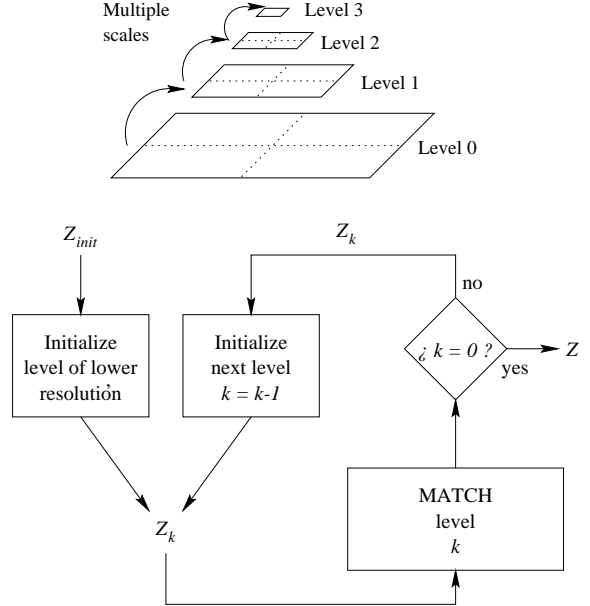 Multiple
scales
Level 3
Level 2
Level 1
Level 0
Z_init
Z_k
no
Initialize
level of lower
resolutión
Initialize
next level
k = k-1
¿ k = 0 ?
yes
Z
MATCH
level
k
Z_k